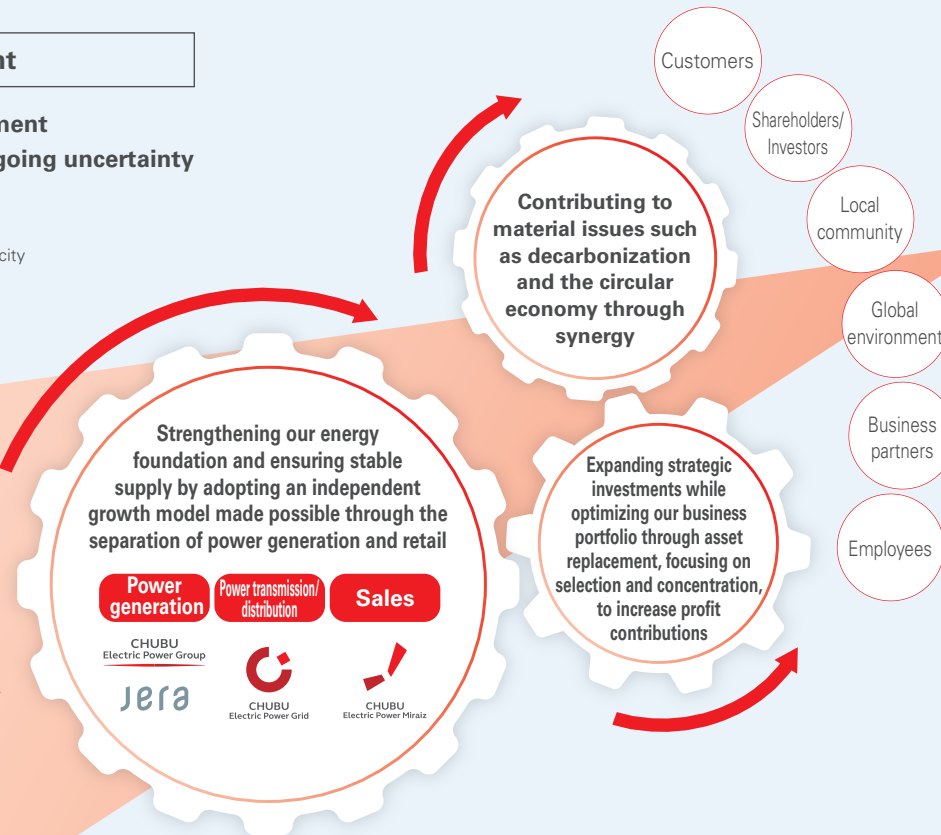 nt
ment
going uncertainty
city
Customers
Shareholders/
Investors
Local
community
Global
environment
Business
partners
Employees
Contributing to
material issues such
as decarbonization
and the circular
economy through
synergy
Strengthening our energy
foundation and ensuring stable
supply by adopting an independent
growth model made possible through the
separation of power generation and retail
Power
generation
Power transmission/
distribution
Sales
CHUBU
Electric Power Group
Jera
CHUBU
Electric Power Grid
CHUBU
Electric Power Miraiz
Expanding strategic
investments while
optimizing our business
portfolio through asset
replacement, focusing on
selection and concentration,
to increase profit
contributions